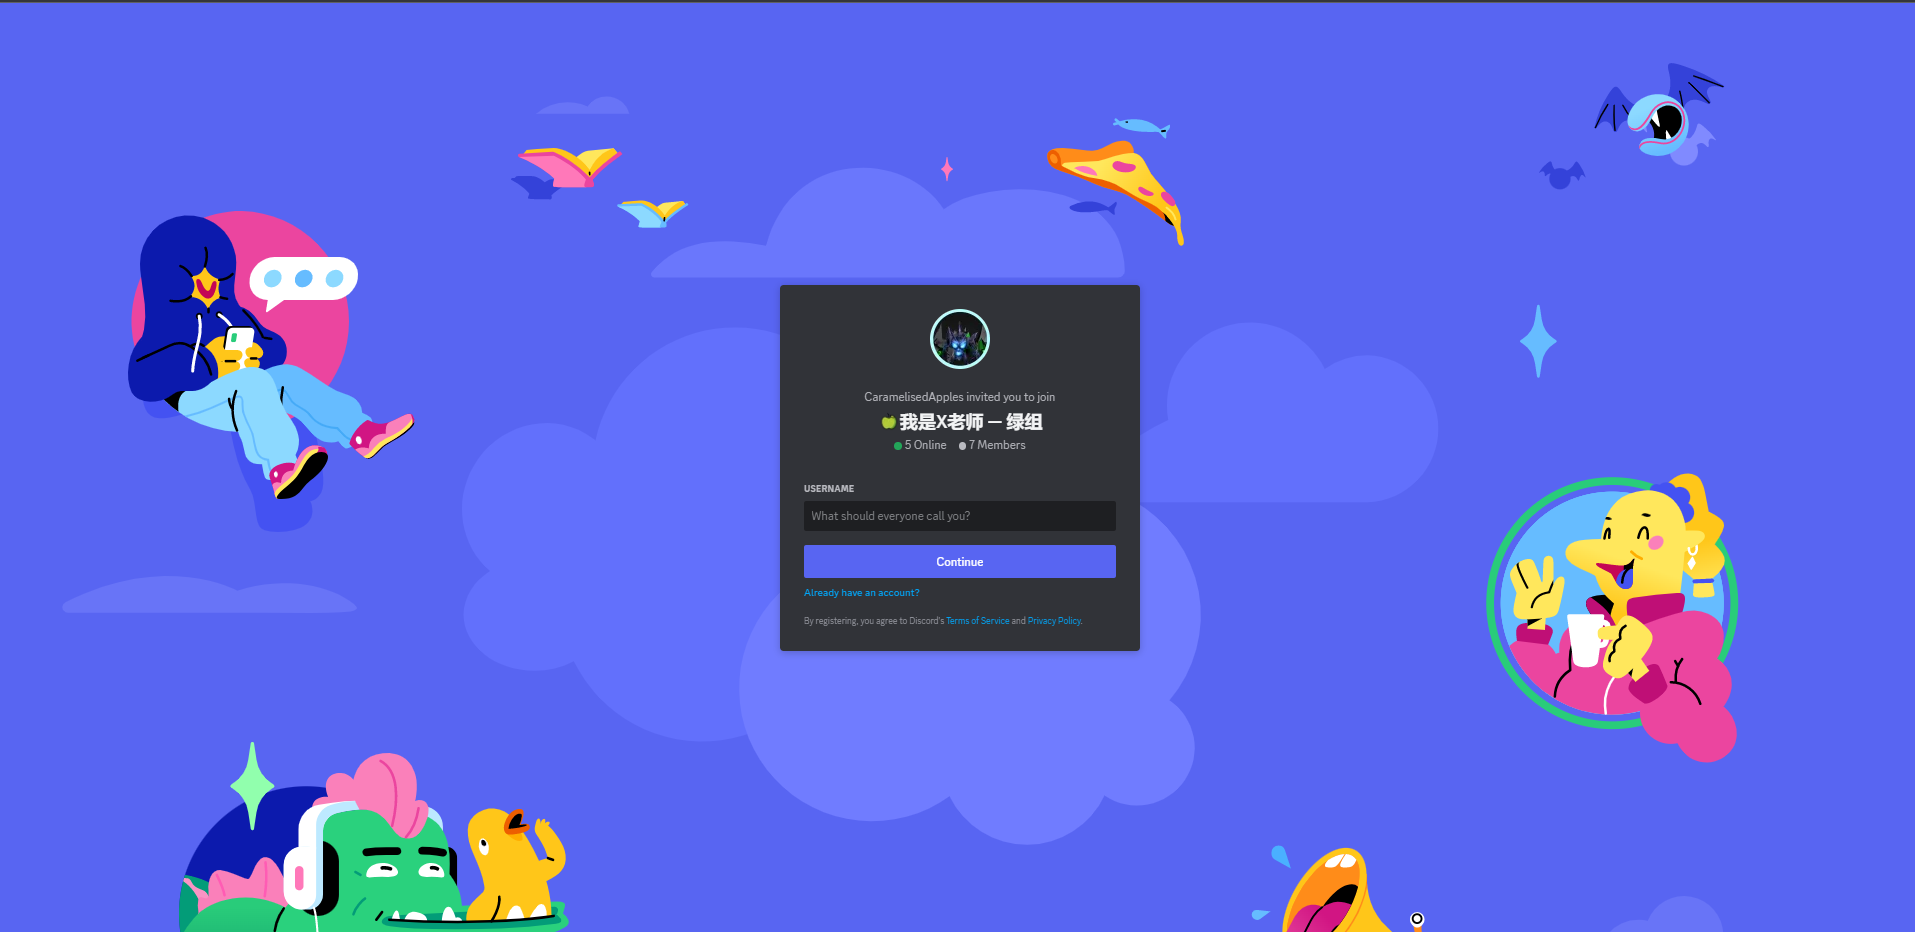 CaramelisedApples invited you to join
🍏我是X老师 — 绿组
5 Online 7 Members
USERNAME
What should everyone call you?
Continue
Already have an account?
By registering, you agree to Discord's Terms of Service and Privacy Policy.